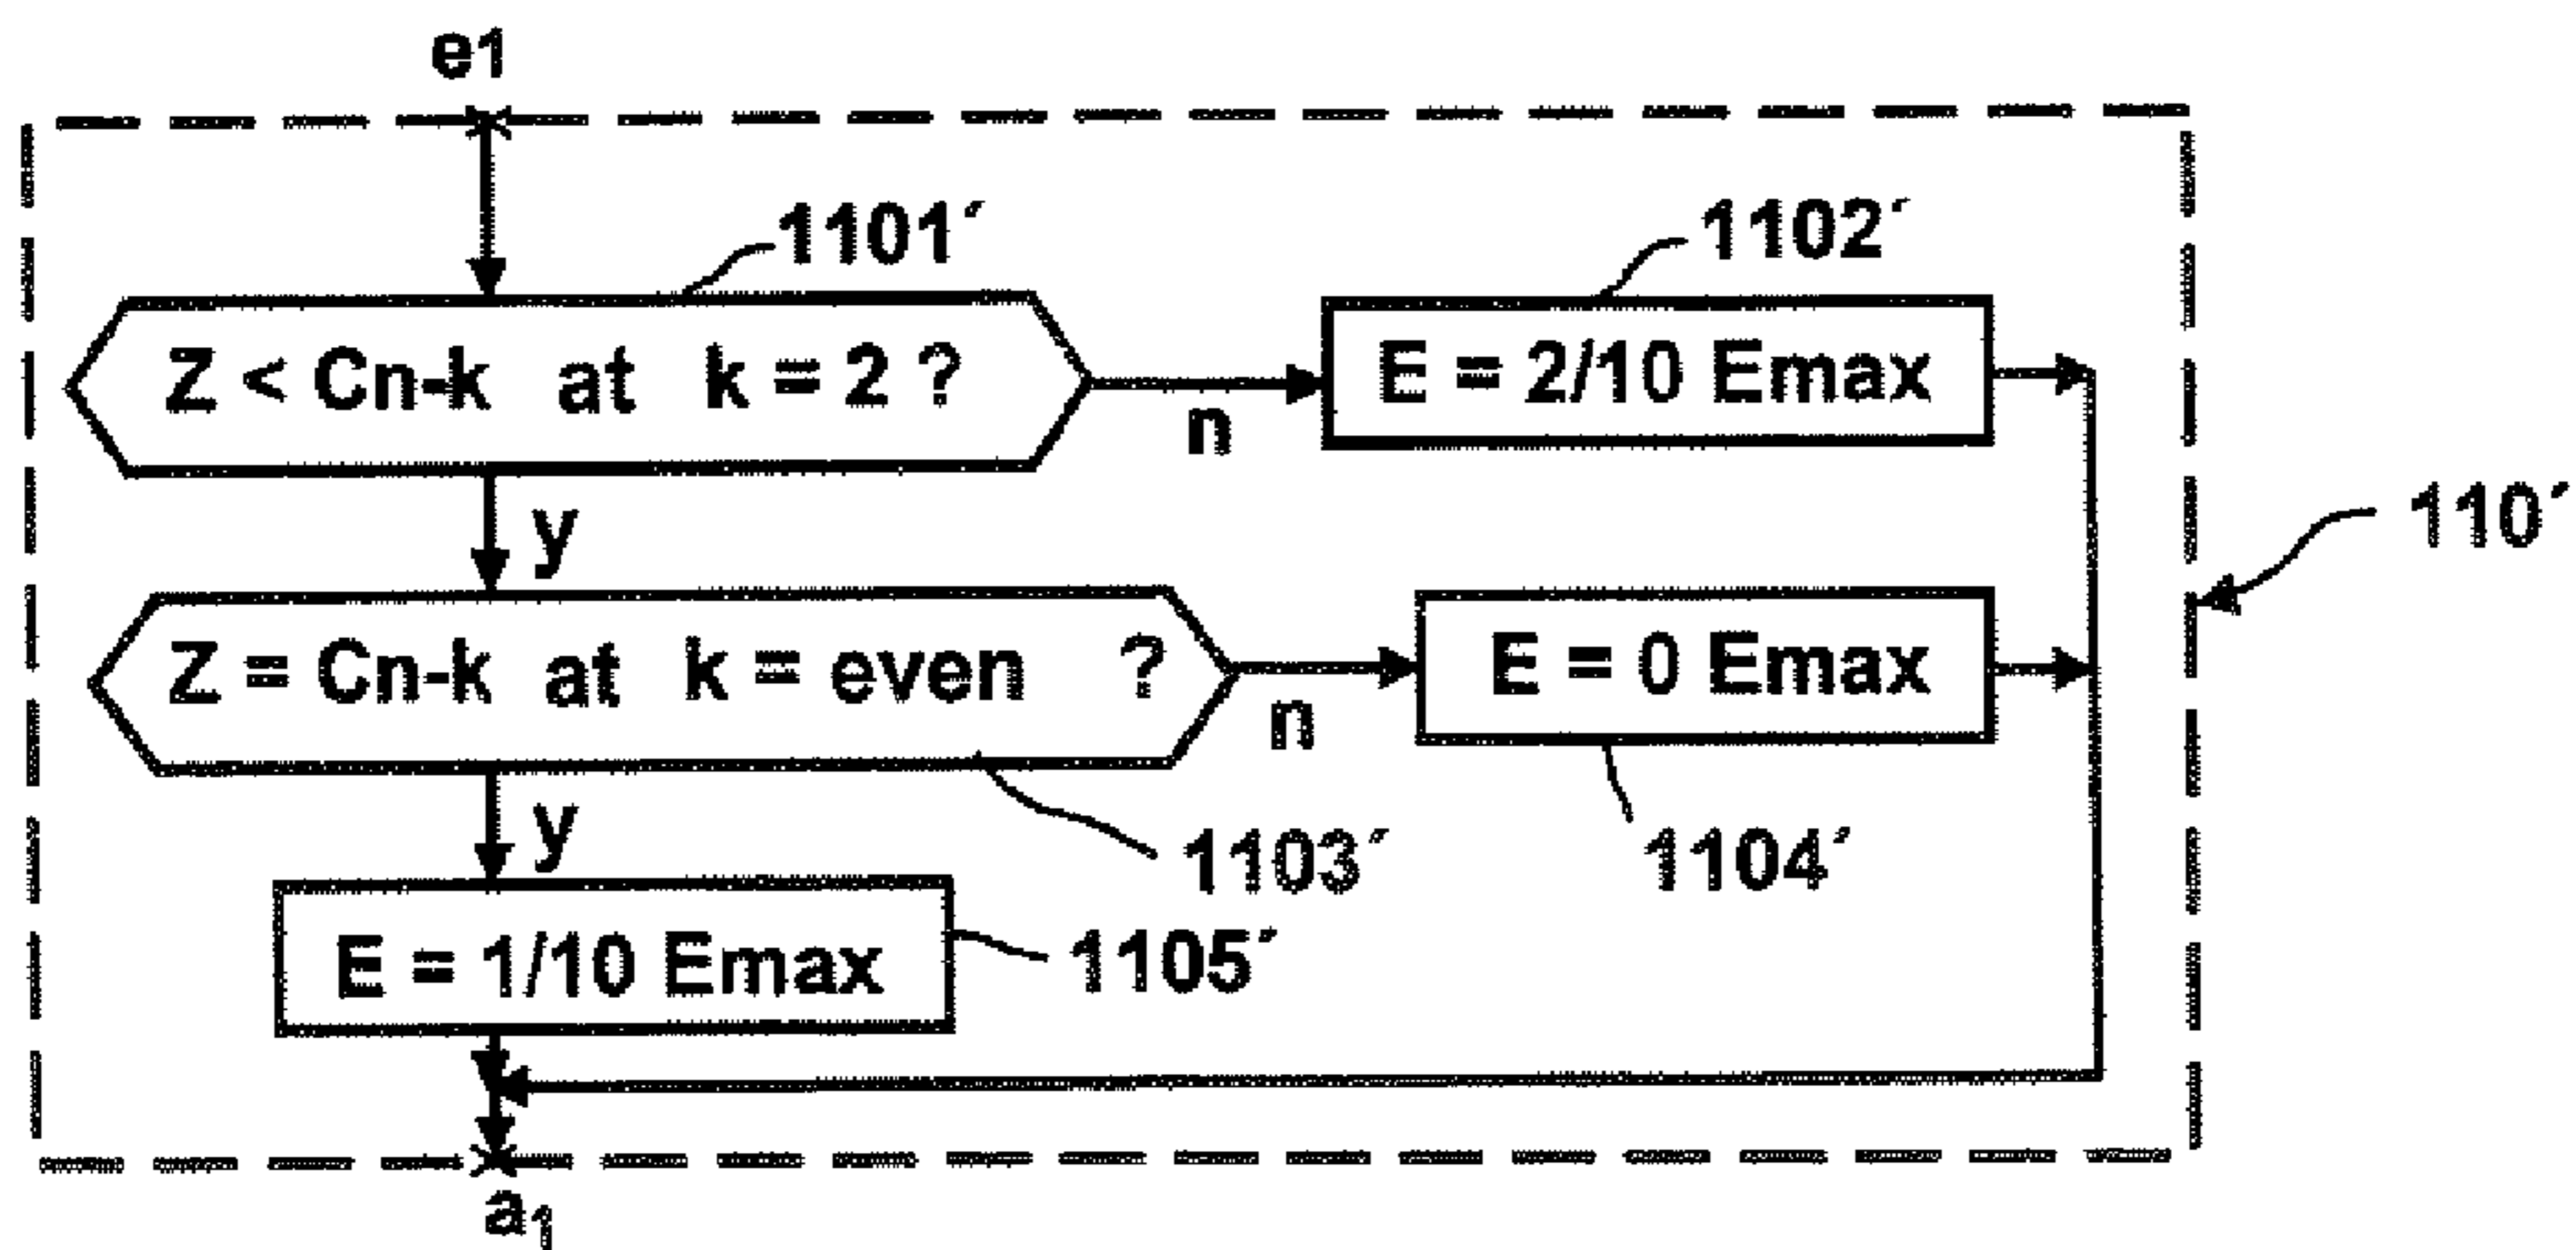 e1
1101´
1102´
Z < Cn-k at k = 2 ?
n
E = 2/10 Emax
y
110´
Z = Cn-k at k = even ?
n
E = 0 Emax
y
1103´
1104´
E = 1/10 Emax
1105´
a1